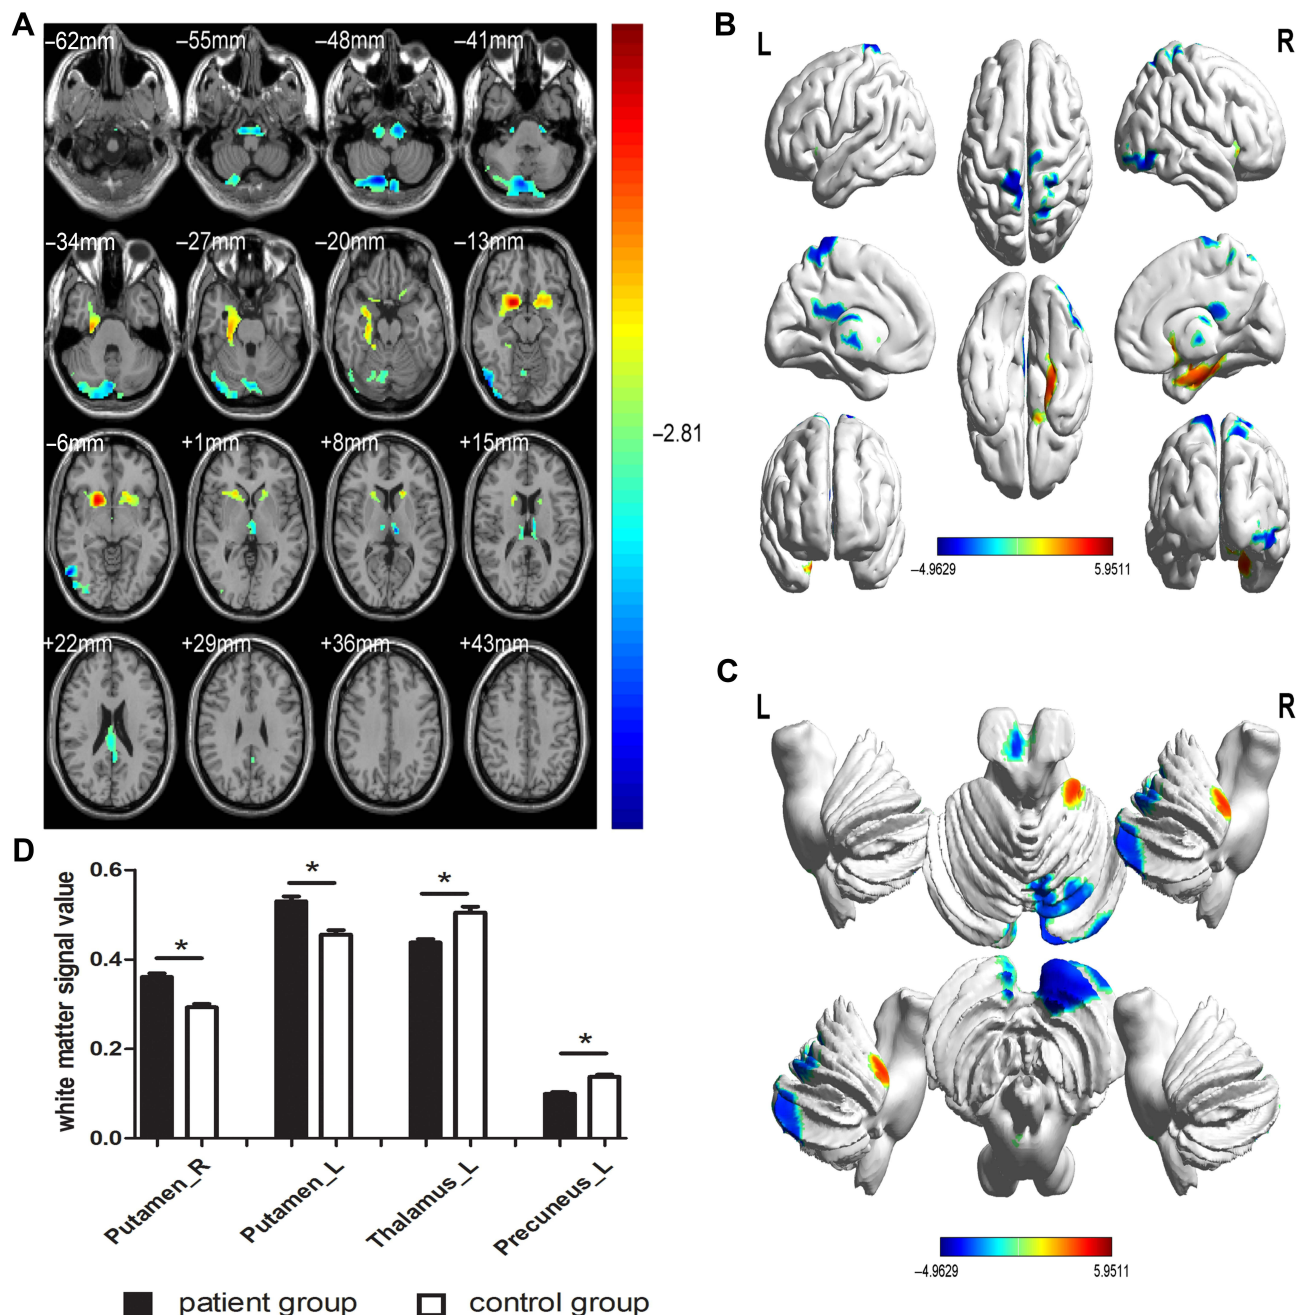 A
−62mm −55mm −48mm −41mm
−34mm −27mm −20mm −13mm
−6mm +1mm +8mm +15mm
+22mm +29mm +36mm +43mm
−2.81
B
L R
−4.9629 5.9511
C
L R
−4.9629 5.9511
D
white matter signal value
0.6
0.4
0.2
0.0
* * * *
Putamen_R Putamen_L Thalamus_L Precuneus_L
patient group control group